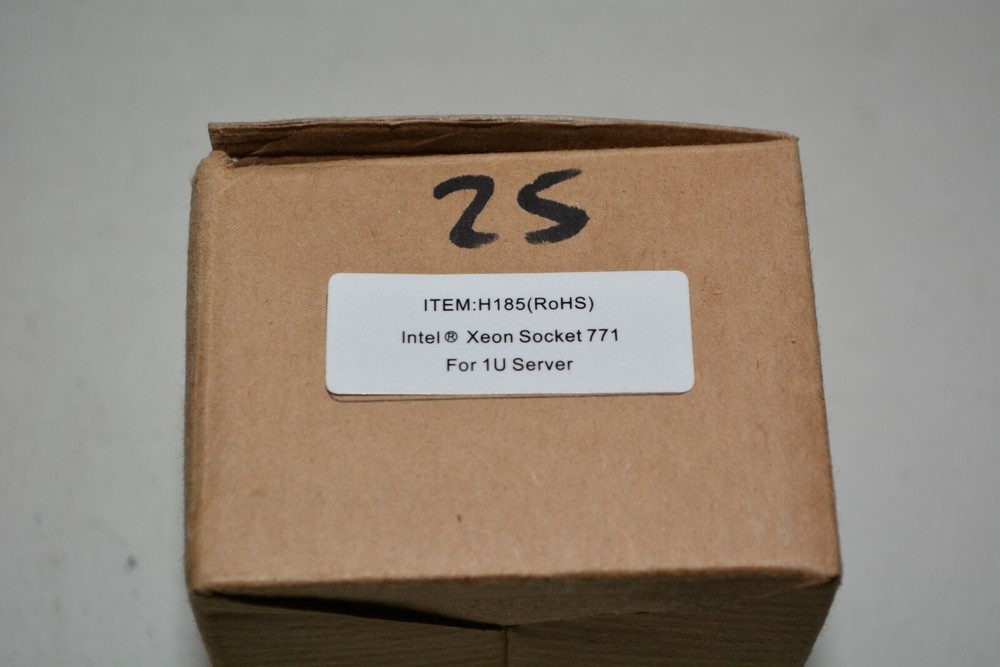 25
ITEM:H185(RoHS)
Intel® Xeon Socket 771
For 1U Server